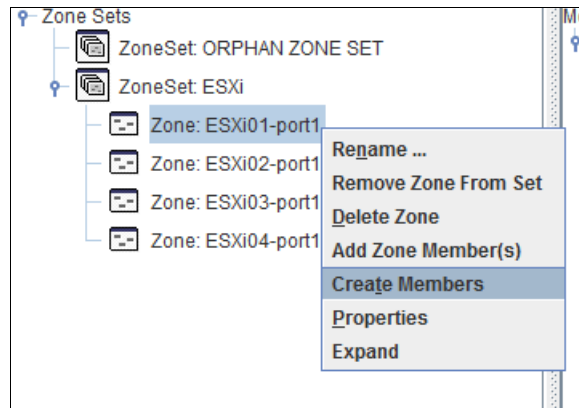 Zone Sets
ZoneSet: ORPHAN ZONE SET
ZoneSet: ESXi
Zone: ESXi01-port1
Zone: ESXi02-port1
Zone: ESXi03-port1
Zone: ESXi04-port1
Rename ...
Remove Zone From Set
Delete Zone
Add Zone Member(s)
Create Members
Properties
Expand